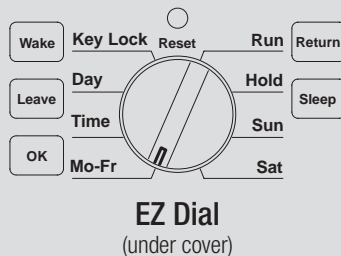 Wake
Key Lock
Reset
Run
Return
Leave
Day
Hold
Sleep
Time
Sun
OK
Mo-Fr
Sat
EZ Dial
(under cover)